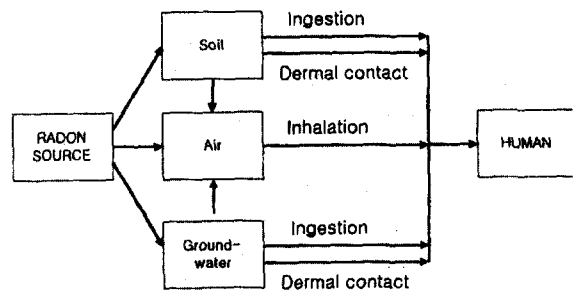 Ingestion
Soil
Dermal contact
RADON
SOURCE
Air
Inhalation
HUMAN
Ingestion
Ground-
water
Dermal contact